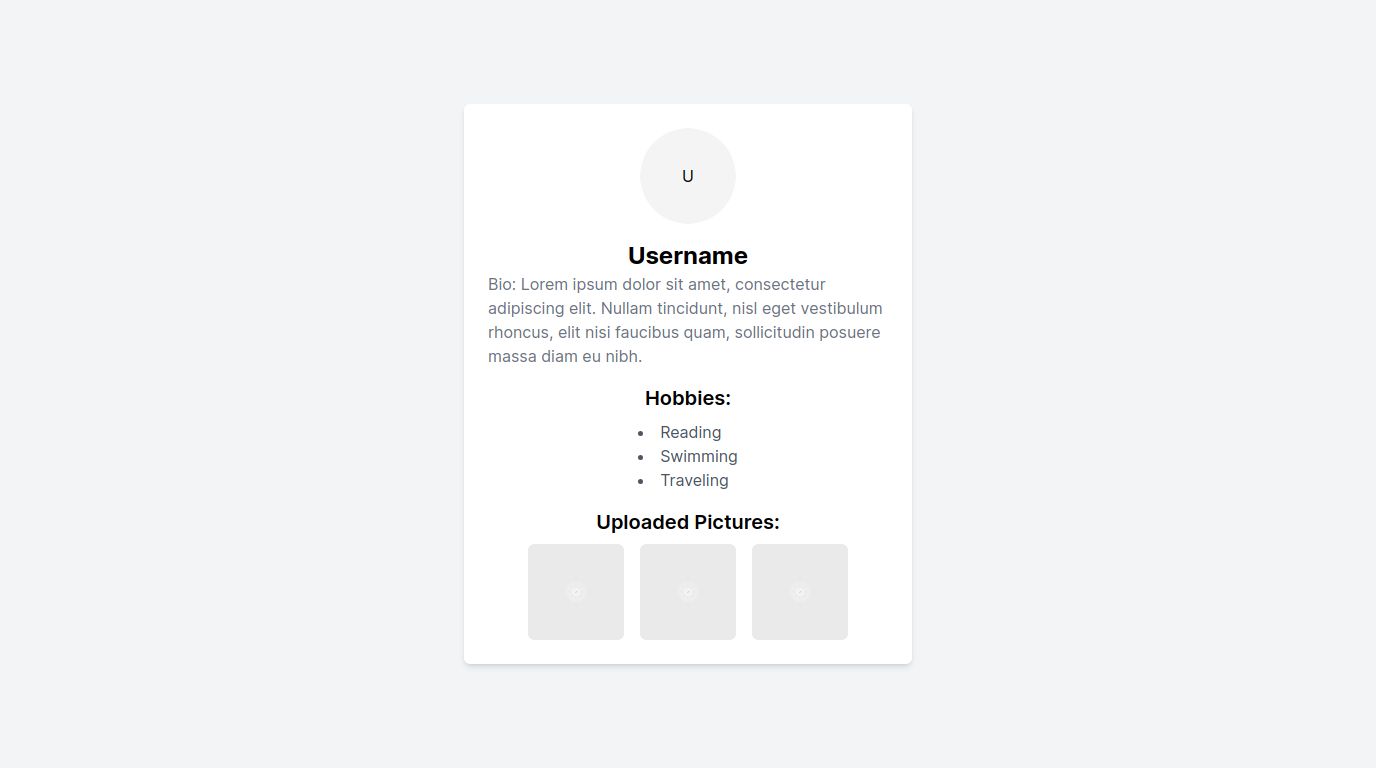 U
Username
Bio: Lorem ipsum dolor sit amet, consectetur
adipiscing elit. Nullam tincidunt, nisl eget vestibulum
rhoncus, elit nisi faucibus quam, sollicitudin posuere
massa diam eu nibh.
Hobbies:
• Reading
• Swimming
• Traveling
Uploaded Pictures: